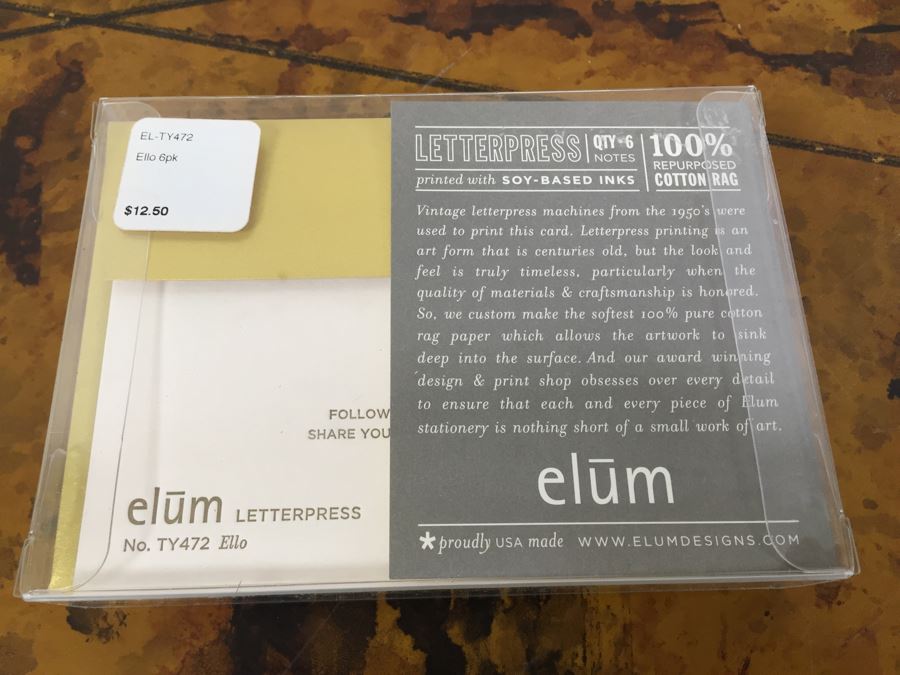 EL-TY472
Ello 6pk
$12.50
LETTERPRESS
QTY•6
NOTES
100%
REPURPOSED
COTTON RAG
printed with SOY-BASED INKS
Vintage letterpress machines from the 1950's were
used to print this card. Letterpress printing is an
art form that is centuries old, but the look and
feel is truly timeless, particularly when the
quality of materials & craftsmanship is honored.
So, we custom make the softest 100% pure cotton
rag paper which allows the artwork to sink
deep into the surface. And our award winning
design & print shop obsesses over every detail
to ensure that each and every piece of Elum
stationery is nothing short of a small work of art.
elūm
*proudly USA made WWW.ELUMDESIGNS.COM
FOLLOW
SHARE YOU
elūm LETTERPRESS
No. TY472 Ello